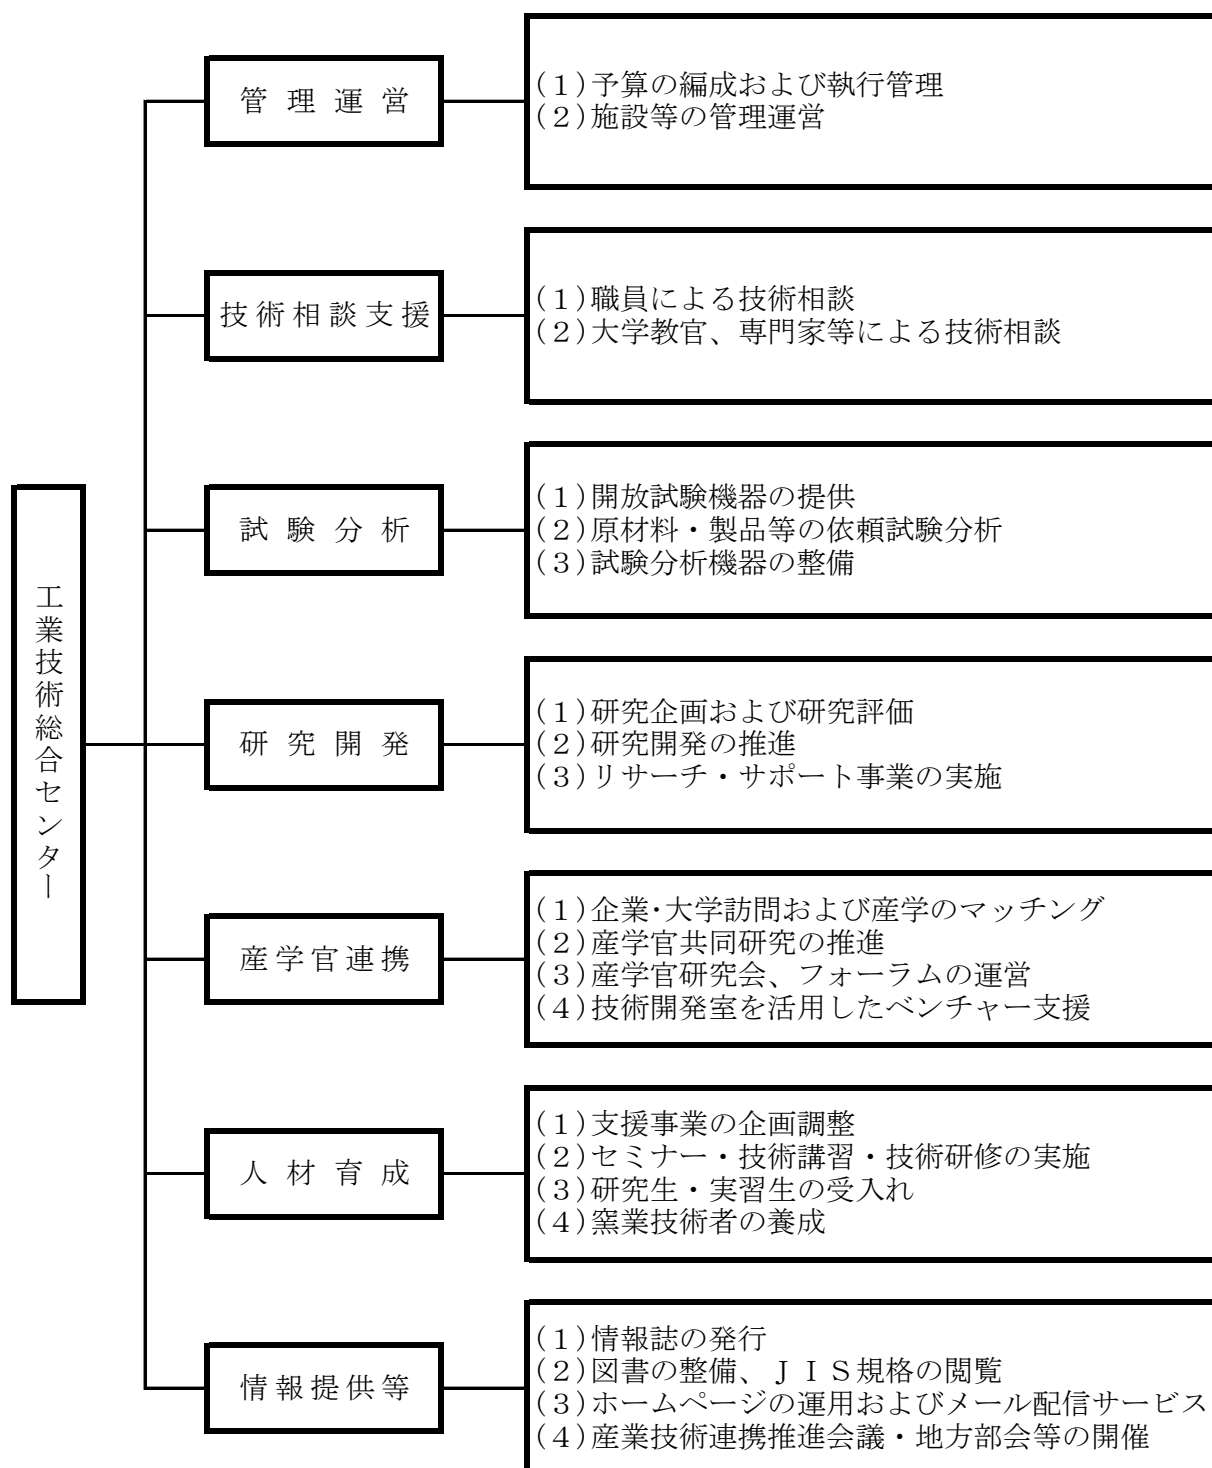 工業技術総合センター
管理運営
(１)予算の編成および執行管理
(２)施設等の管理運営
技術相談支援
(１)職員による技術相談
(２)大学教官、専門家等による技術相談
試験分析
(１)開放試験機器の提供
(２)原材料・製品等の依頼試験分析
(３)試験分析機器の整備
研究開発
(１)研究企画および研究評価
(２)研究開発の推進
(３)リサーチ・サポート事業の実施
産学官連携
(１)企業･大学訪問および産学のマッチング
(２)産学官共同研究の推進
(３)産学官研究会、フォーラムの運営
(４)技術開発室を活用したベンチャー支援
人材育成
(１)支援事業の企画調整
(２)セミナー・技術講習・技術研修の実施
(３)研究生・実習生の受入れ
(４)窯業技術者の養成
情報提供等
(１)情報誌の発行
(２)図書の整備、ＪＩＳ規格の閲覧
(３)ホームページの運用およびメール配信サービス
(４)産業技術連携推進会議・地方部会等の開催